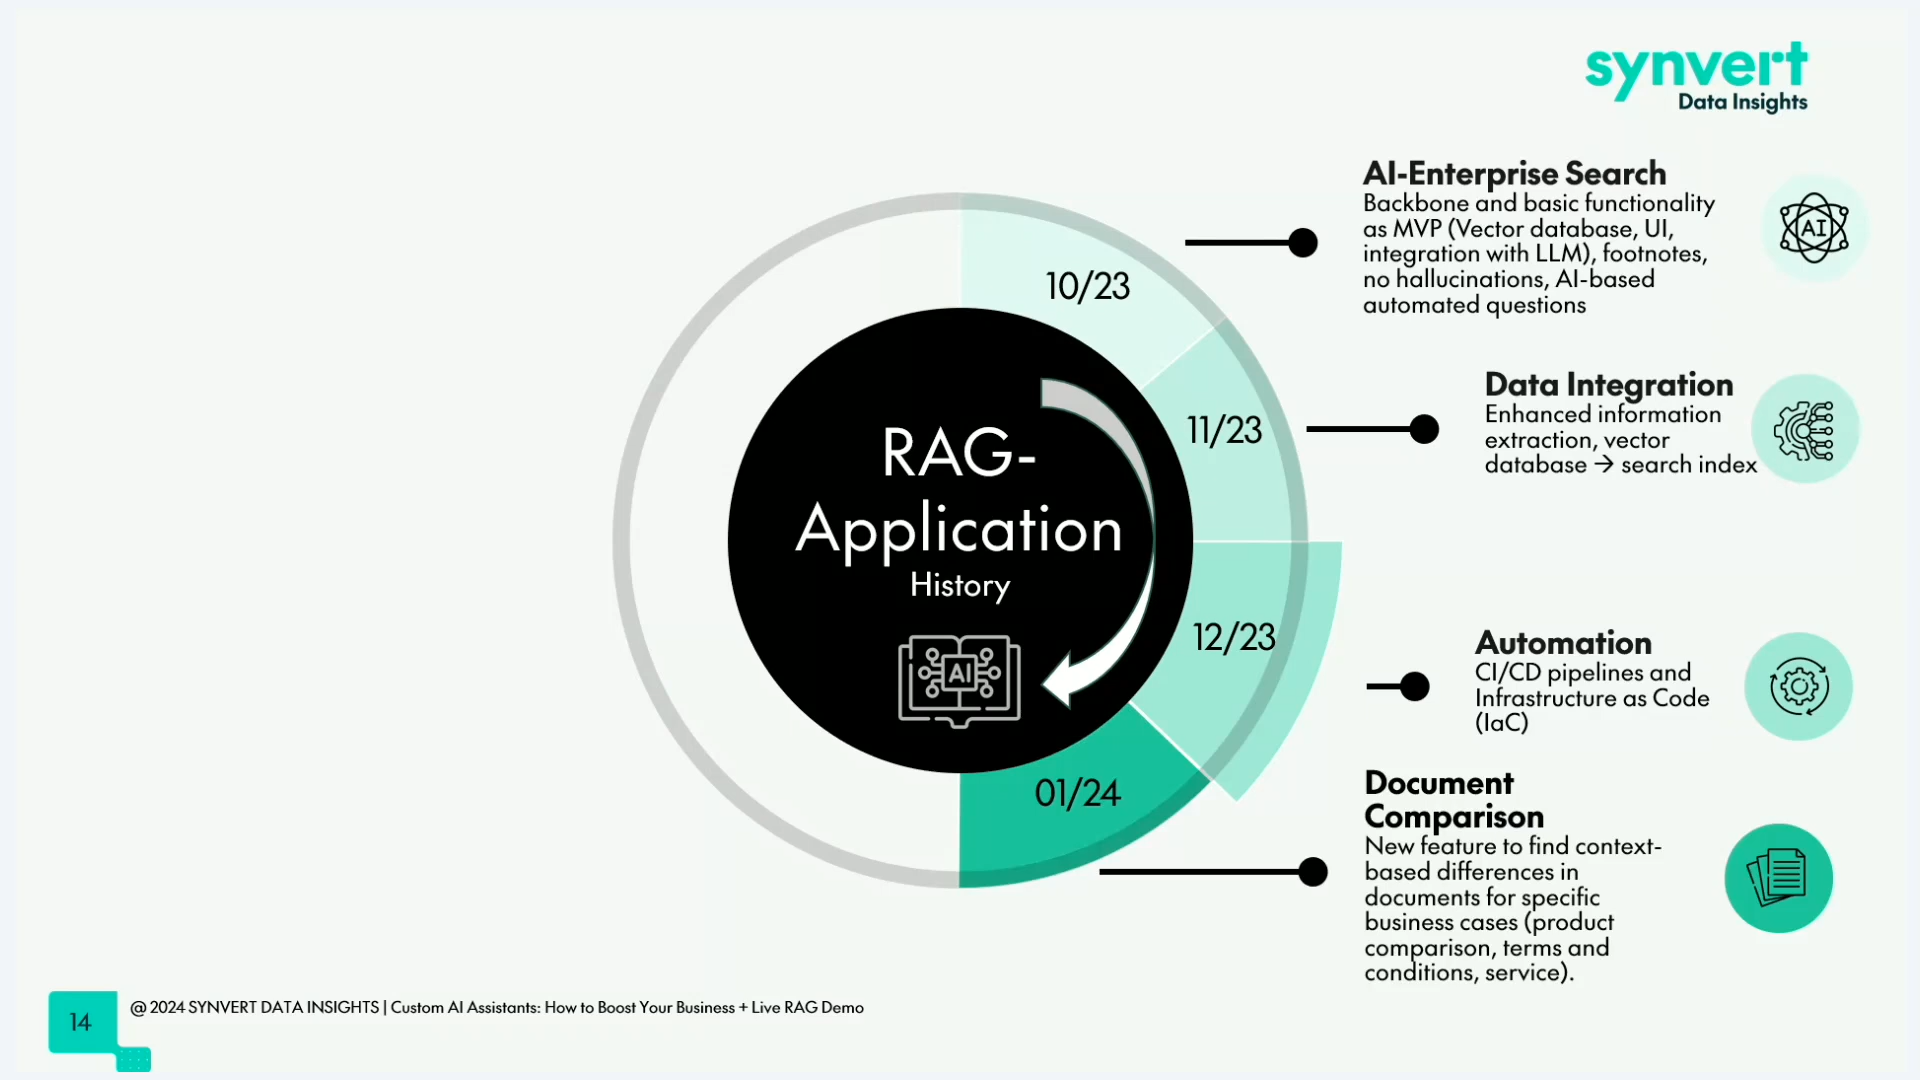 synvert
Data Insights
AI-Enterprise Search
Backbone and basic functionality
as MVP (Vector database, UI,
integration with LLM), footnotes,
no hallucinations, AI-based
automated questions
AI
10/23
Data Integration
Enhanced information
extraction, vector
database → search index
11/23
RAG-
Application
History
AI
12/23
Automation
CI/CD pipelines and
Infrastructure as Code
(IaC)
01/24
Document
Comparison
New feature to find context-
based differences in
documents for specific
business cases (product
comparison, terms and
conditions, service).
14
@ 2024 SYNVERT DATA INSIGHTS | Custom AI Assistants: How to Boost Your Business + Live RAG Demo